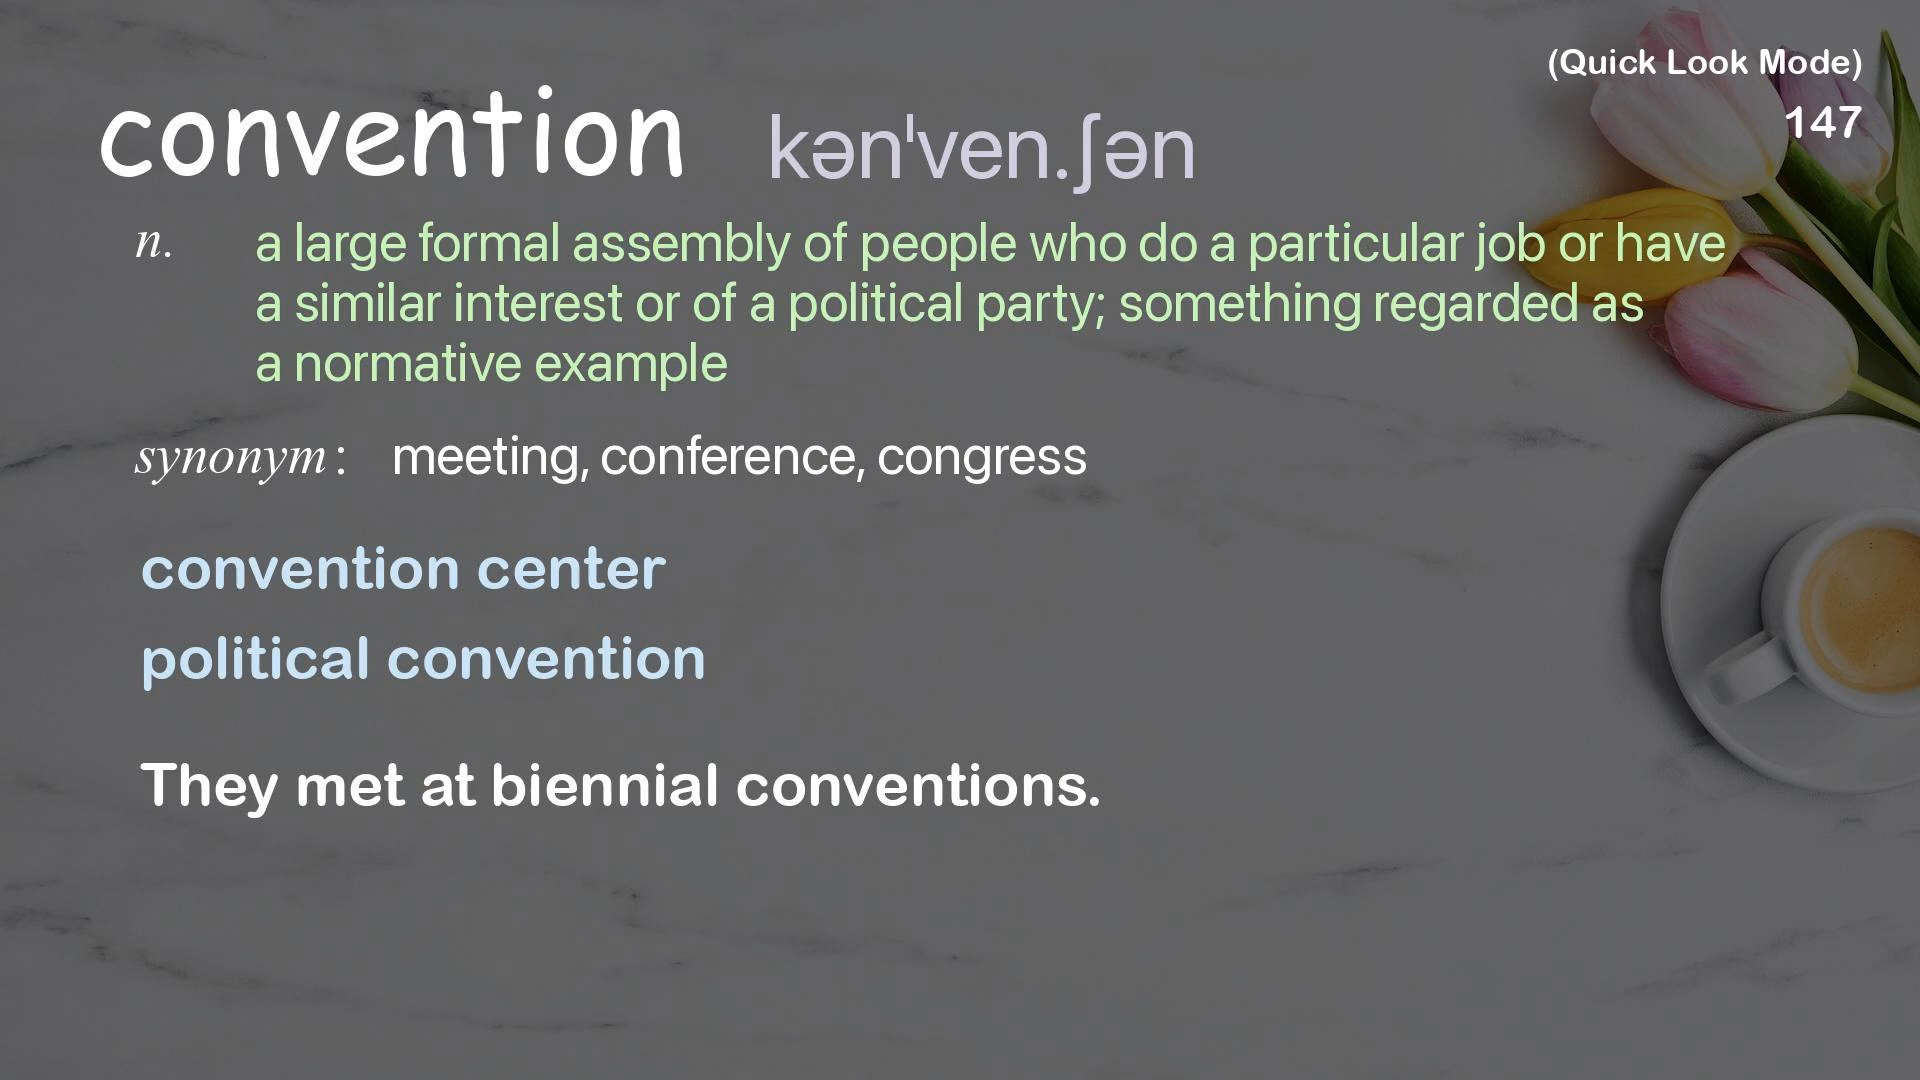 (Quick Look Mode)
147
convention kən'ven.ʃən
n. a large formal assembly of people who do a particular job or have
a similar interest or of a political party; something regarded as
a normative example
synonym: meeting, conference, congress
convention center
political convention
They met at biennial conventions.